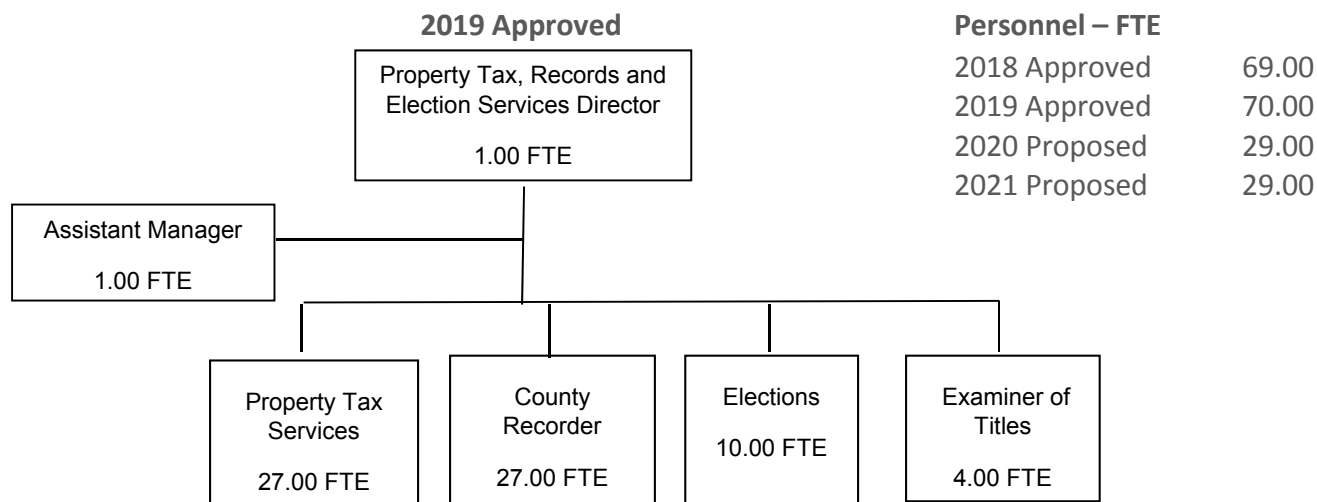 2019 Approved
Property Tax, Records and
Election Services Director
1.00 FTE
Assistant Manager
1.00 FTE
Property Tax
Services
27.00 FTE
County
Recorder
27.00 FTE
Elections
10.00 FTE
Examiner of
Titles
4.00 FTE
Personnel – FTE
2018 Approved 69.00
2019 Approved 70.00
2020 Proposed 29.00
2021 Proposed 29.00